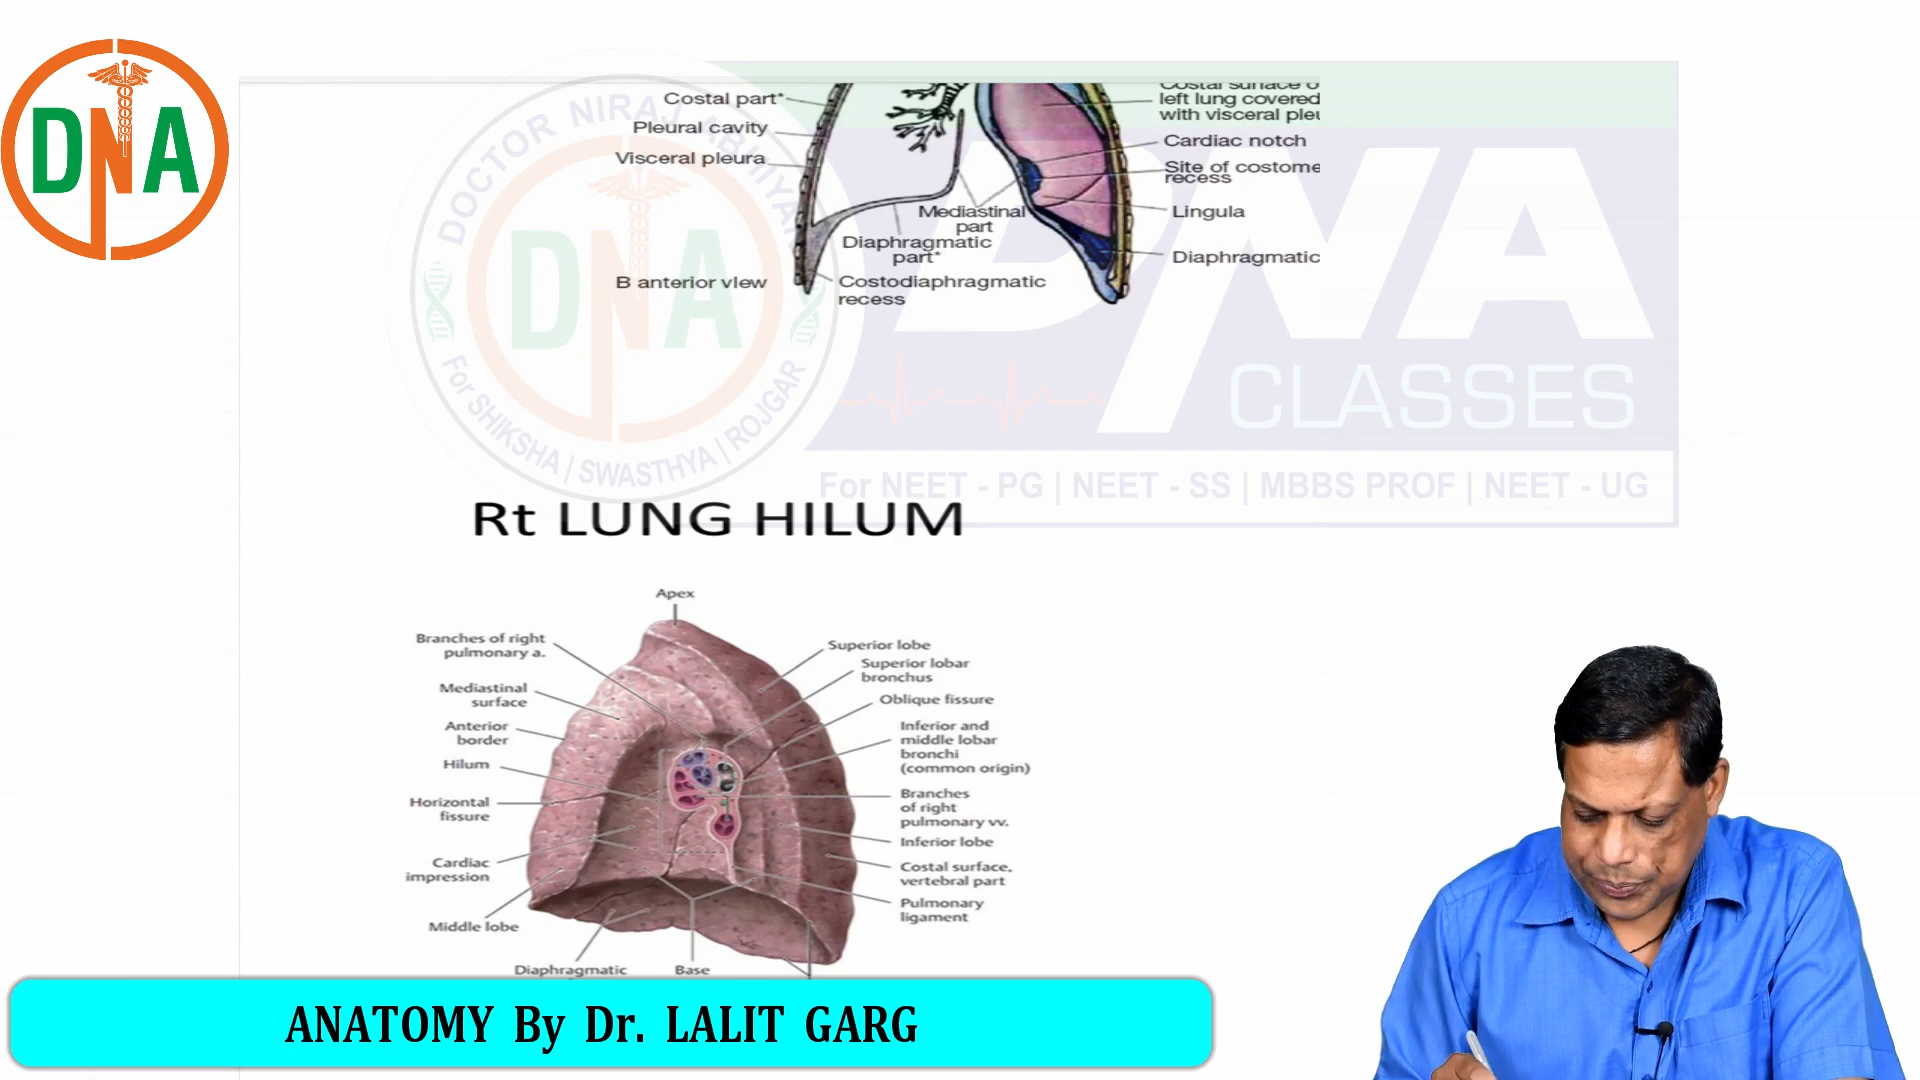 DNA
Costal part*
Pleural cavity
Visceral pleura
B anterior view
Mediastinal
part
Diaphragmatic
part*
Costodiaphragmatic
recess
Costal surface o
left lung covered
with visceral pleu
Cardiac notch
Site of costome
recess
Lingula
Diaphragmatic
DOCTOR NIRAJ ABHIYAN
DNA
For SHIKSHA | SWASTHYA | ROJGAR
DNA
CLASSES
For NEET - PG | NEET - SS | MBBS PROF | NEET - UG
Rt LUNG HILUM
Apex
Branches of right
pulmonary a.
Mediastinal
surface
Anterior
border
Hilum
Horizontal
fissure
Cardiac
impression
Middle lobe
Diaphragmatic
Base
Superior lobe
Superior lobar
bronchus
Oblique fissure
Inferior and
middle lobar
bronchi
(common origin)
Branches
of right
pulmonary vv.
Inferior lobe
Costal surface,
vertebral part
Pulmonary
ligament
ANATOMY By Dr. LALIT GARG